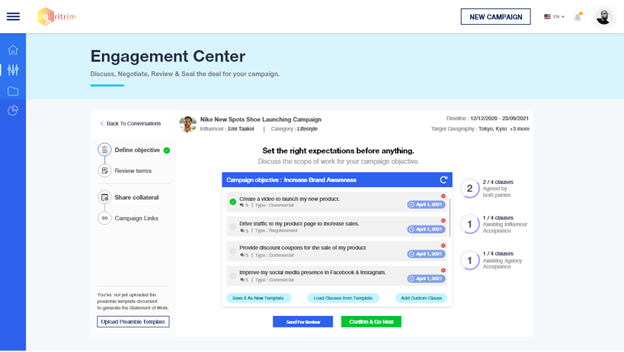 Qritrim
NEW CAMPAIGN
EN
Engagement Center
Discuss, Negotiate, Review & Seal the deal for your campaign.
Back To Conversations
Nike New Spots Shoe Launching Campaign
Influencer : Emi Taakei | Category : Lifestyle
Timeline : 12/12/2020 - 23/09/2021
Target Geography : Tokyo, Kyto +3 more
Define objective
Review terms
Share collateral
Campaign Links
You've not yet uploaded the
preamble template document
to generate the Statement of Work.
Upload Preamble Template
Set the right expectations before anything.
Discuss the scope of work for your campaign objective.
Campaign objective : Increase Brand Awareness
Create a video to launch my new product.
5 | Type : Commercial
April 1, 2021
Drive traffic to my product page to increase sales.
5 | Type : Requirement
April 1, 2021
Provide discount coupons for the sale of my product
5 | Type : Commercial
April 1, 2021
Improve my social media presence in Facebook & Instagram.
5 | Type : Commercial
April 1, 2021
Save it As New Template
Load Clauses from Template
Add Custom Clause
Send For Review
Confirm & Go Next
2
2 / 4 clauses
Agreed by
both parties
1
1 / 4 clauses
Awaiting Influencer
Acceptance
1
1 / 4 clauses
Awaiting Agency
Acceptance